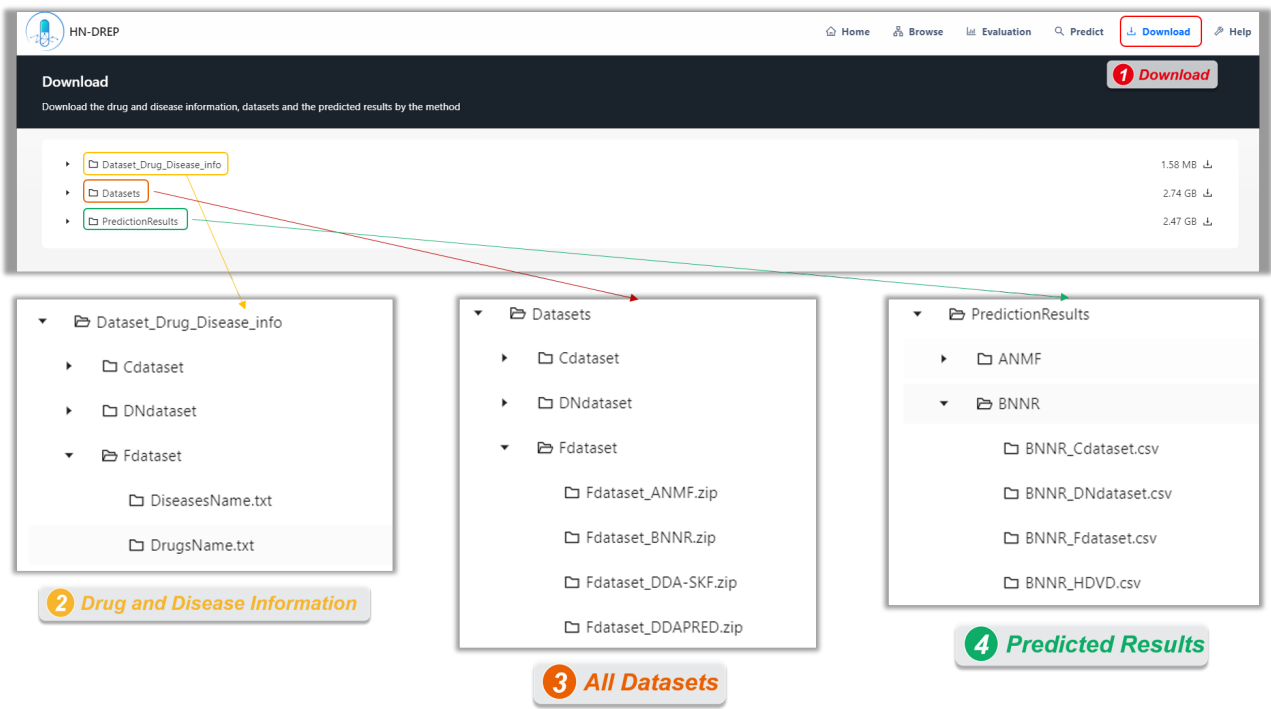 HN-DREP
Home Browse Evaluation Predict Download Help
1 Download
Download
Download the drug and disease information, datasets and the predicted results by the method
Dataset_Drug_Disease_info 1.58 MB
Datasets 2.74 GB
PredictionResults 2.47 GB
Dataset_Drug_Disease_info
Cdataset
DNdataset
Fdataset
DiseasesName.txt
DrugsName.txt
2 Drug and Disease Information
Datasets
Cdataset
DNdataset
Fdataset
Fdataset_ANMF.zip
Fdataset_BNNR.zip
Fdataset_DDA-SKF.zip
Fdataset_DDAPRED.zip
3 All Datasets
PredictionResults
ANMF
BNNR
BNNR_Cdataset.csv
BNNR_DNdataset.csv
BNNR_Fdataset.csv
BNNR_HDVD.csv
4 Predicted Results